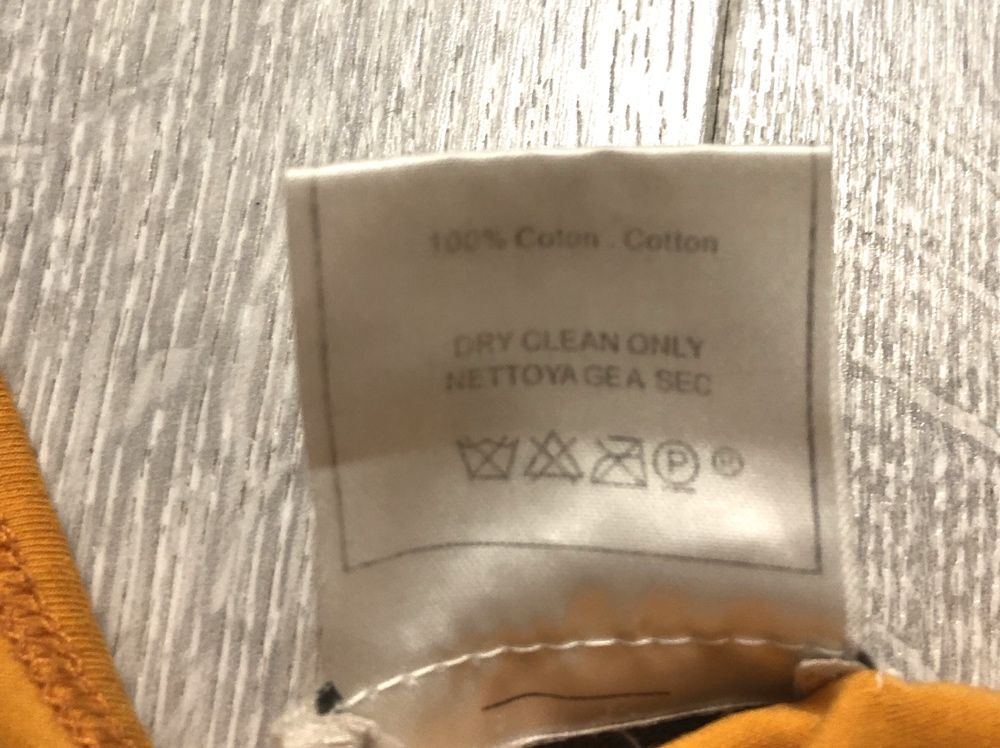 100% Coton . Cotton
DRY CLEAN ONLY
NETTOYAGE A SEC
P ®